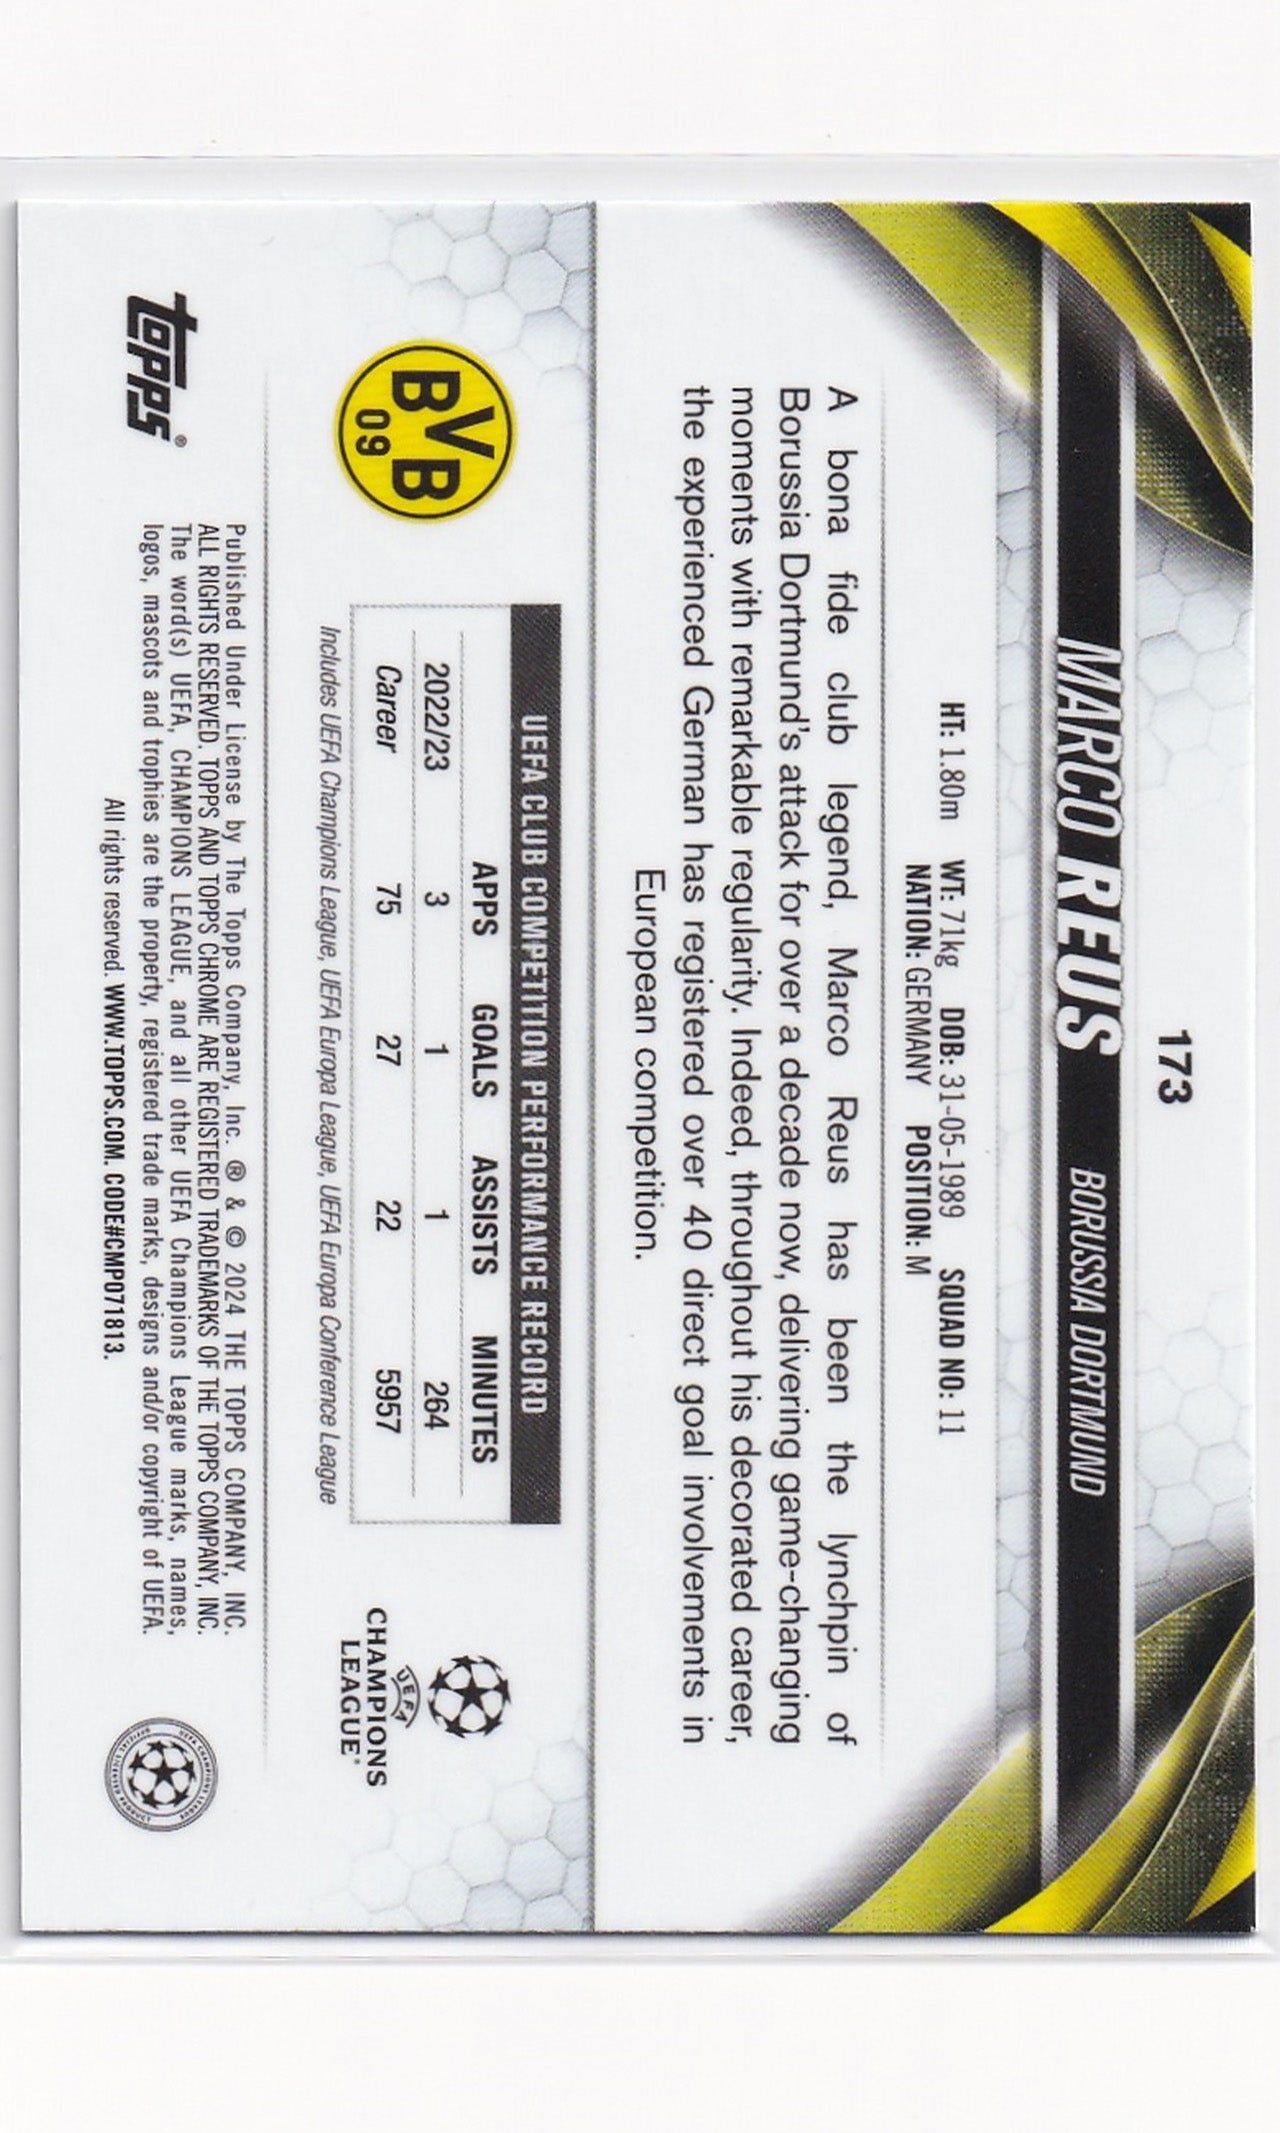 173
MARCO REUS BORUSSIA DORTMUND
HT: 1.80m WT: 71kg DOB: 31-05-1989 SQUAD NO: 11
NATION: GERMANY POSITION: M
A bona fide club legend, Marco Reus has been the lynchpin of
Borussia Dortmund's attack for over a decade now, delivering game-changing
moments with remarkable regularity. Indeed, throughout his decorated career,
the experienced German has registered over 40 direct goal involvements in
European competition.
BVB
09
UEFA CLUB COMPETITION PERFORMANCE RECORD
APPS GOALS ASSISTS MINUTES
2022/23 3 1 1 264
Career 75 27 22 5957
Includes UEFA Champions League, UEFA Europa League, UEFA Europa Conference League
UEFA
CHAMPIONS
LEAGUE®
topps®
Published Under License by The Topps Company, Inc. ® & © 2024 THE TOPPS COMPANY, INC.
ALL RIGHTS RESERVED. TOPPS AND TOPPS CHROME ARE REGISTERED TRADEMARKS OF THE TOPPS COMPANY, INC.
The word(s) UEFA, CHAMPIONS LEAGUE, and all other UEFA Champions League marks, names,
logos, mascots and trophies are the property, registered trade marks, designs and/or copyright of UEFA.
All rights reserved. WWW.TOPPS.COM. CODE#CMP071813.
UEFA CHAMPIONS LEAGUE
OFFICIAL LICENSED PRODUCT